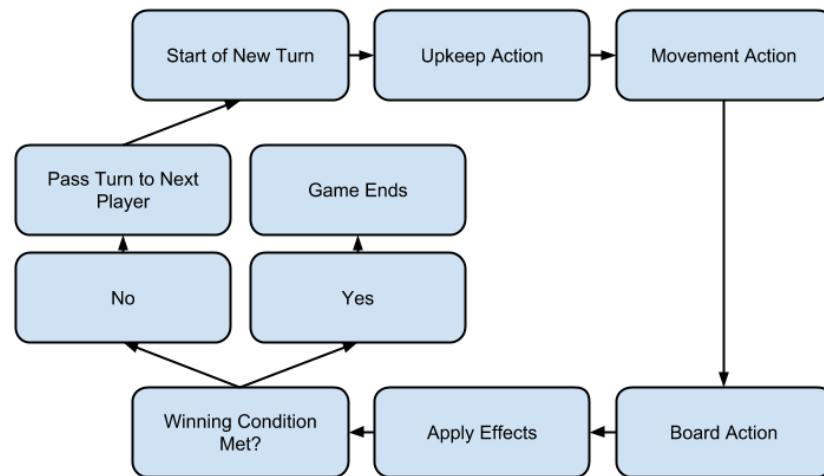 Start of New Turn
Upkeep Action
Movement Action
Pass Turn to Next
Player
Game Ends
No
Yes
Winning Condition
Met?
Apply Effects
Board Action